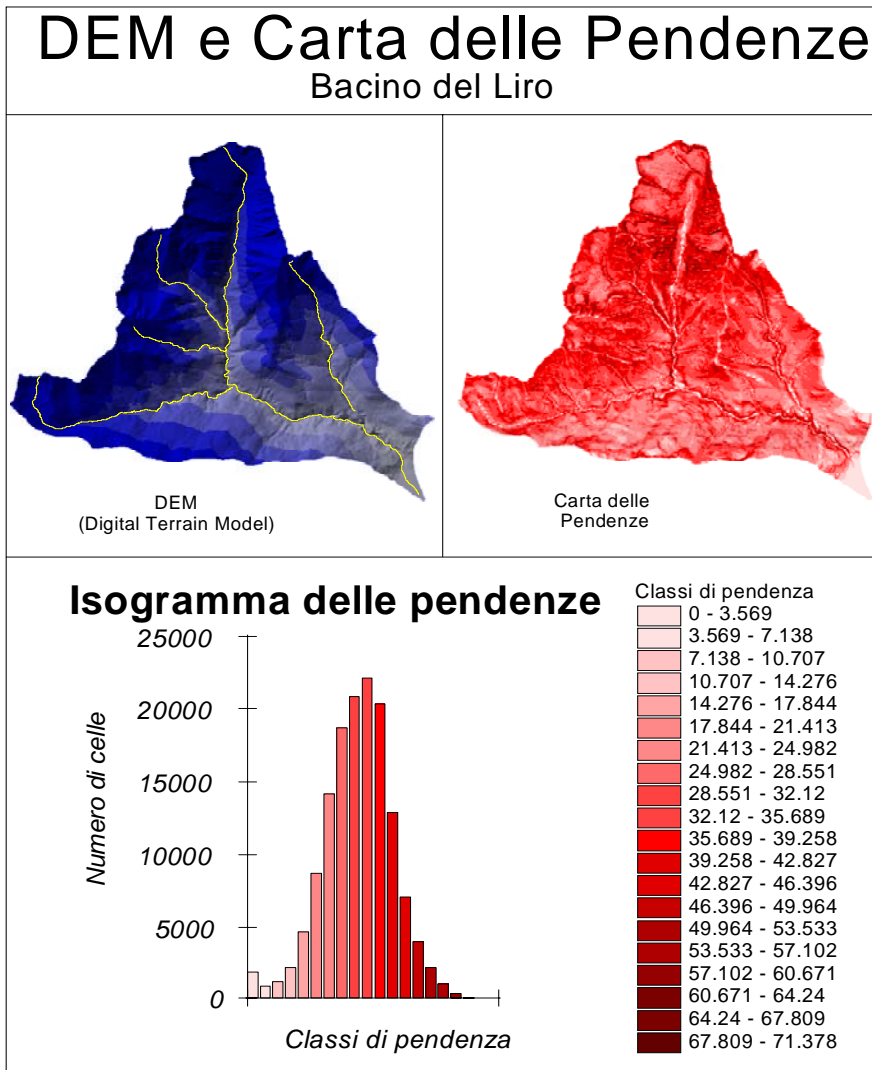 DEM e Carta delle Pendenze
Bacino del Liro
DEM
(Digital Terrain Model)
Carta delle
Pendenze
Isogramma delle pendenze
25000
20000
15000
10000
5000
0
Numero di celle
Classi di pendenza
Classi di pendenza
0 - 3.569
3.569 - 7.138
7.138 - 10.707
10.707 - 14.276
14.276 - 17.844
17.844 - 21.413
21.413 - 24.982
24.982 - 28.551
28.551 - 32.12
32.12 - 35.689
35.689 - 39.258
39.258 - 42.827
42.827 - 46.396
46.396 - 49.964
49.964 - 53.533
53.533 - 57.102
57.102 - 60.671
60.671 - 64.24
64.24 - 67.809
67.809 - 71.378